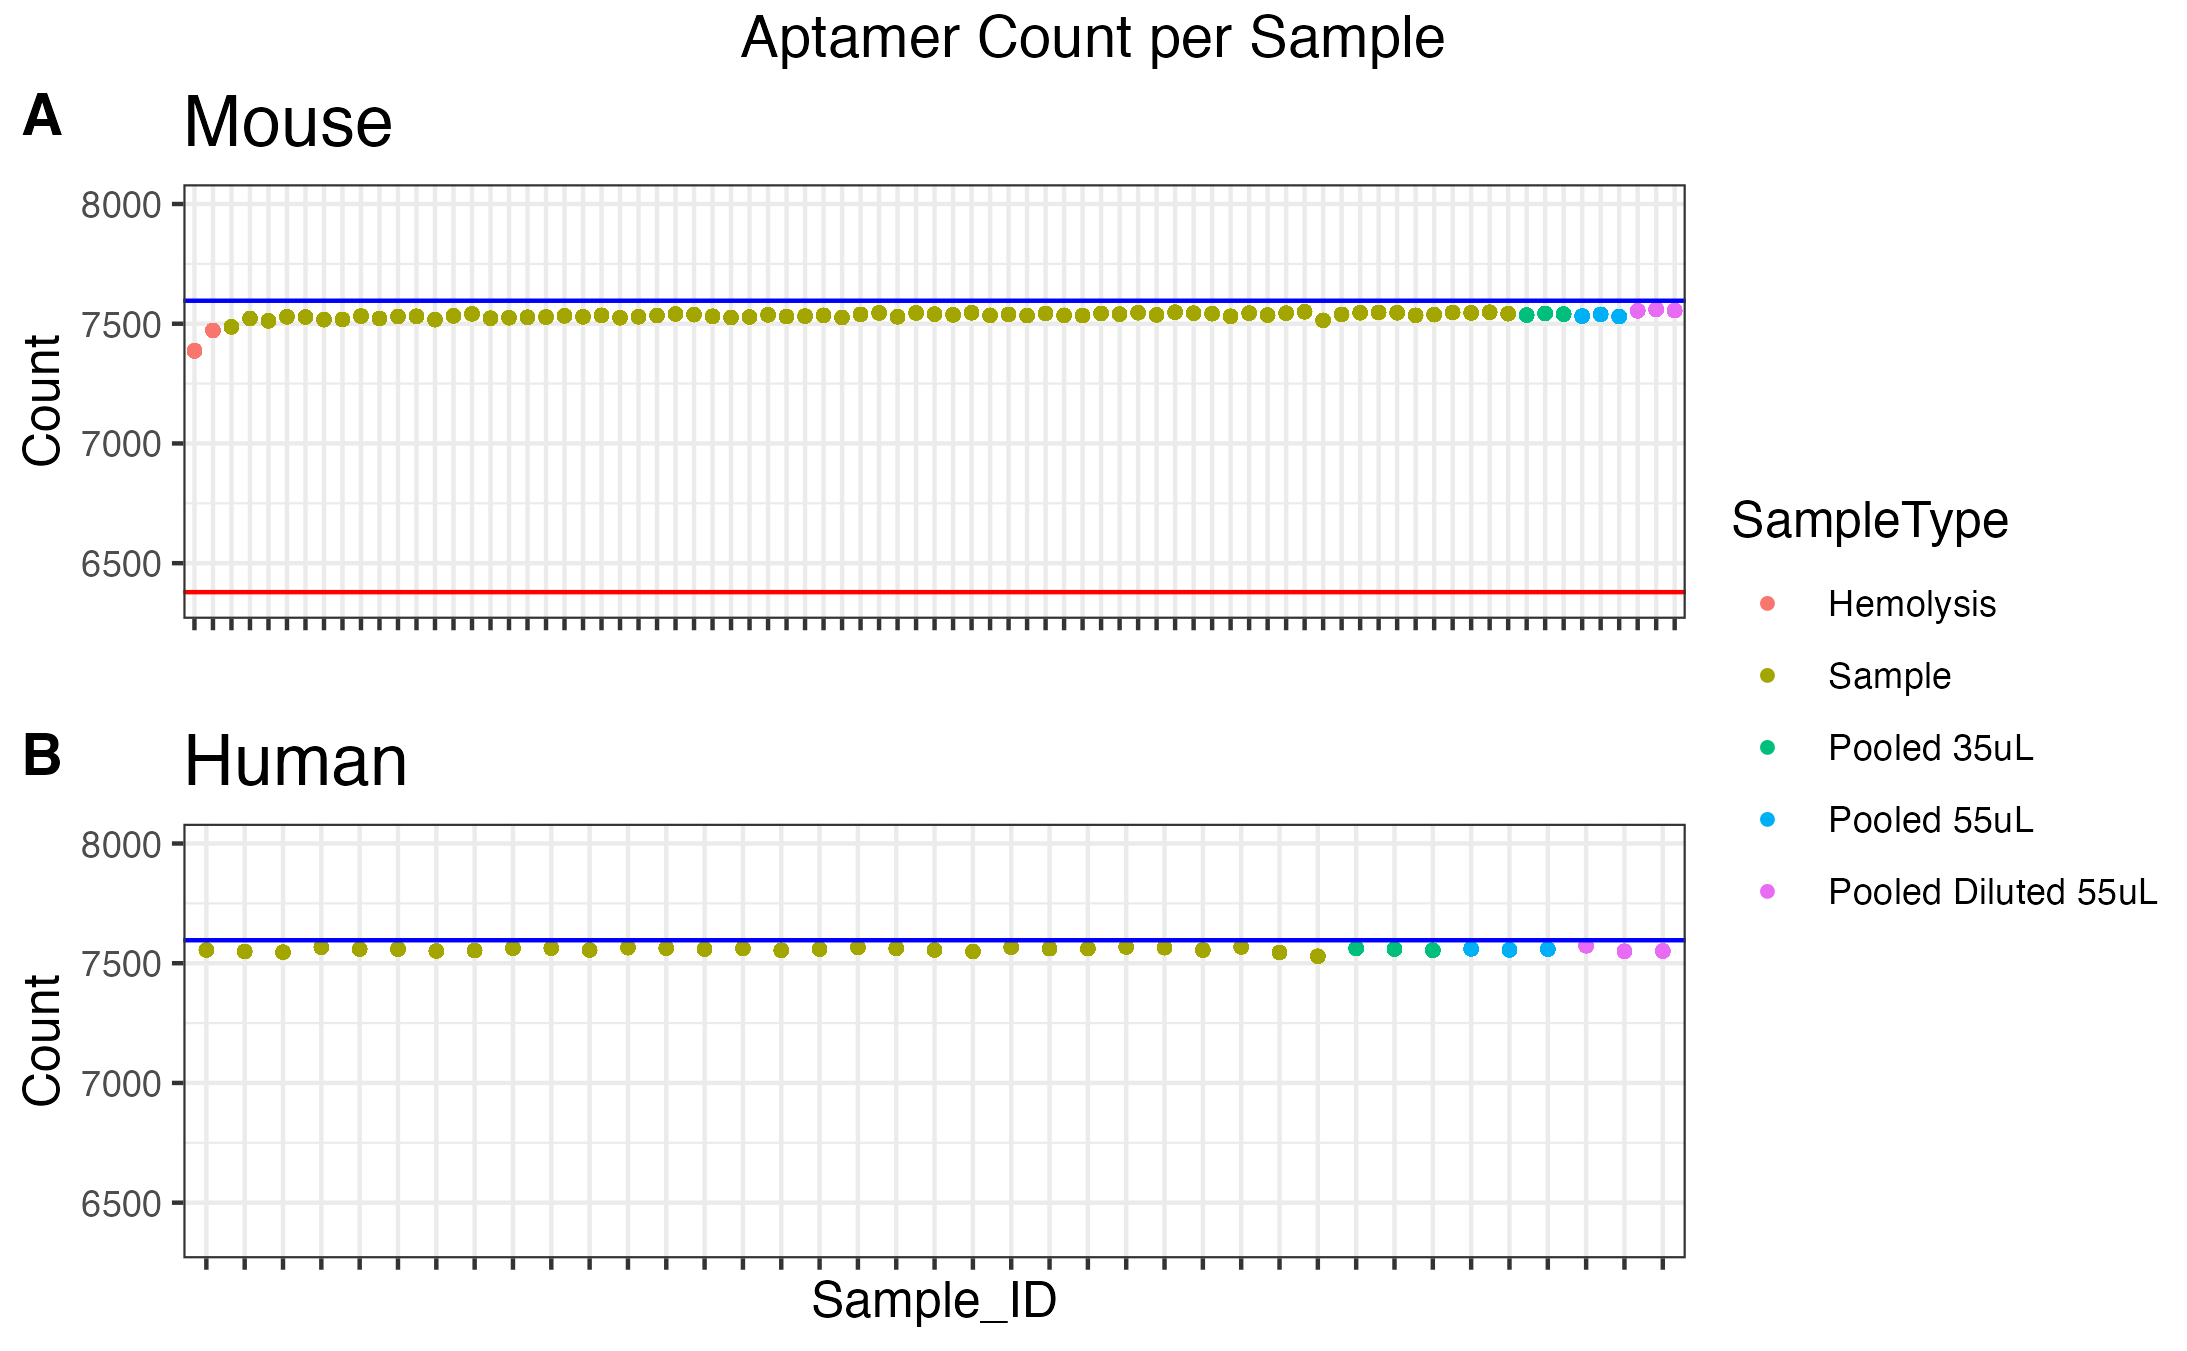 Aptamer Count per Sample
A
Mouse
8000
7500
7000
6500
Count
B
Human
8000
7500
7000
6500
Count
Sample_ID
SampleType
Hemolysis
Sample
Pooled 35uL
Pooled 55uL
Pooled Diluted 55uL